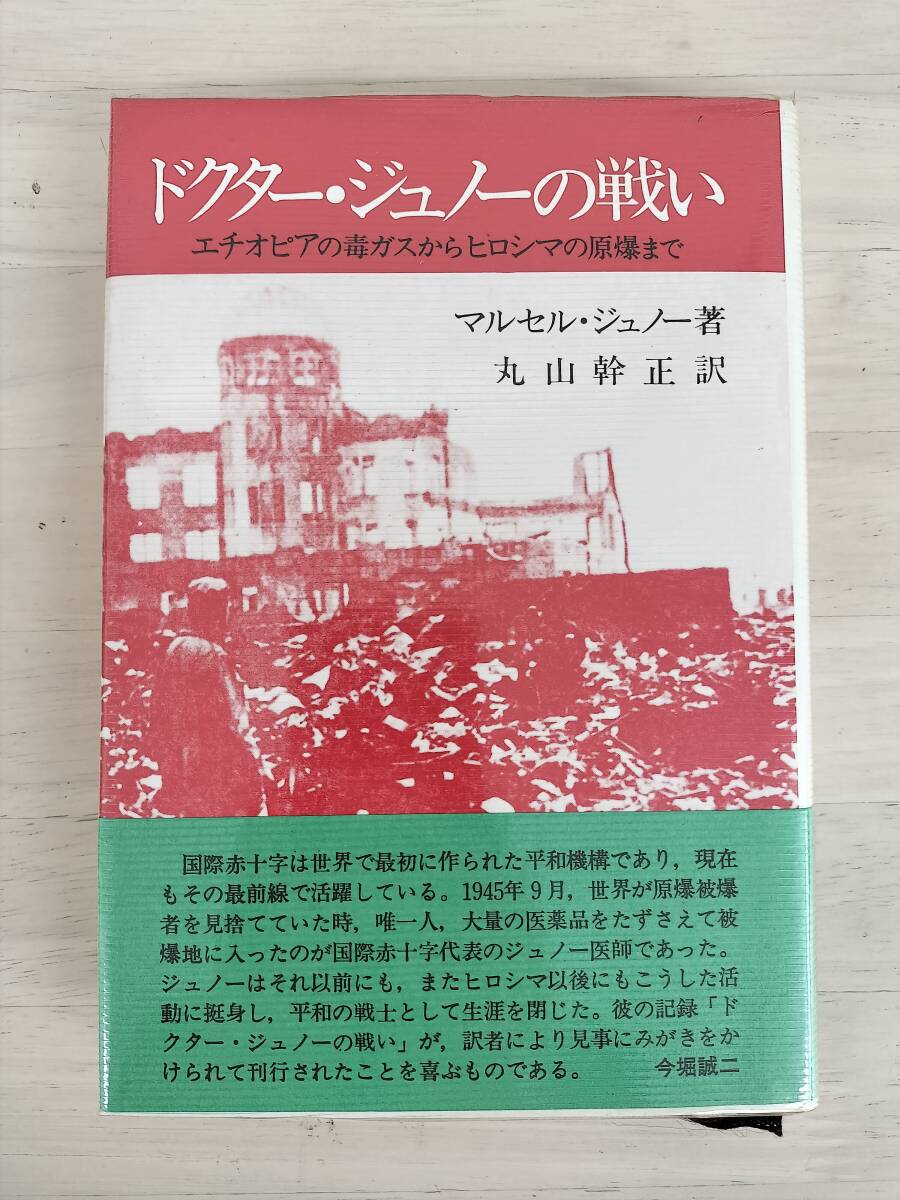 ドクター・ジュノーの戦い
エチオピアの毒ガスからヒロシマの原爆まで
マルセル・ジュノー著
丸山幹正訳
国際赤十字は世界で最初に作られた平和機構であり，現在
もその最前線で活躍している。1945年9月，世界が原爆被爆
者を見捨てていた時，唯一人，大量の医薬品をたずさえて被
爆地に入ったのが国際赤十字代表のジュノー医師であった。
ジュノーはそれ以前にも，またヒロシマ以後にもこうした活
動に挺身し，平和の戦士として生涯を閉じた。彼の記録「ド
クター・ジュノーの戦い」が，訳者により見事にみがきをか
けられて刊行されたことを喜ぶものである。 今堀誠二